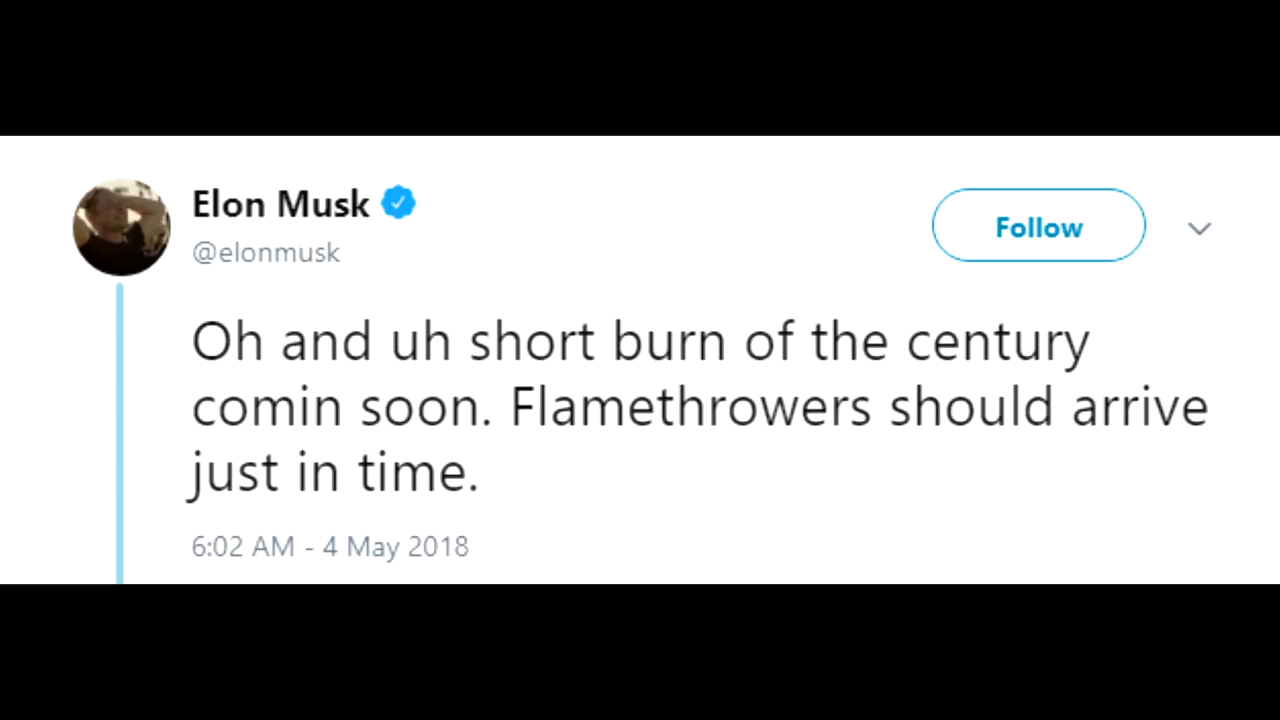 Elon Musk
@elonmusk
Follow
Oh and uh short burn of the century
comin soon. Flamethrowers should arrive
just in time.
6:02 AM - 4 May 2018